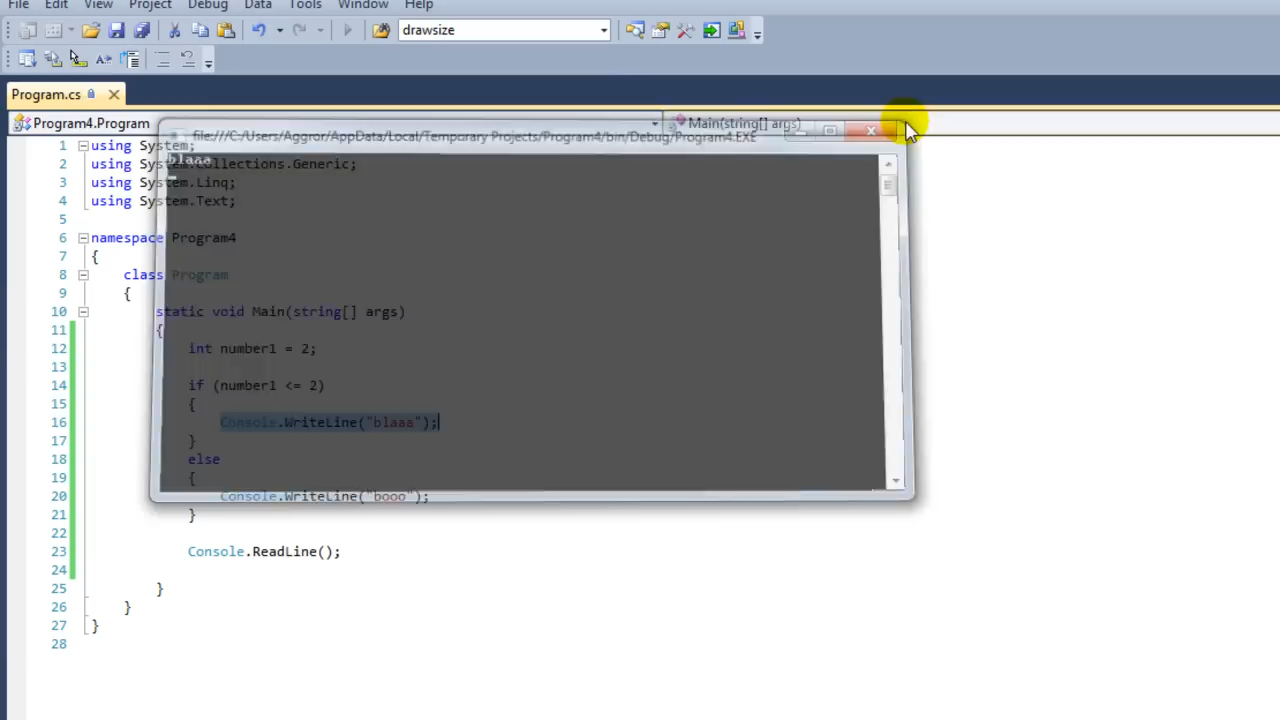 File Edit View Project Debug Data Tools Window Help
drawsize
Program.cs
Program4.Program
Main(string[] args)
file:///C:/Users/Aggror/AppData/Local/Temporary Projects/Program4/bin/Debug/Program4.EXE
blaaa
1 using System;
2 using System.Collections.Generic;
3 using System.Linq;
4 using System.Text;
5
6 namespace Program4
7 {
8 class Program
9 {
10 static void Main(string[] args)
11 {
12 int number1 = 2;
13
14 if (number1 <= 2)
15 {
16 Console.WriteLine("blaaa");
17 }
18 else
19 {
20 Console.WriteLine("booo");
21 }
22
23 Console.ReadLine();
24
25 }
26 }
27 }
28